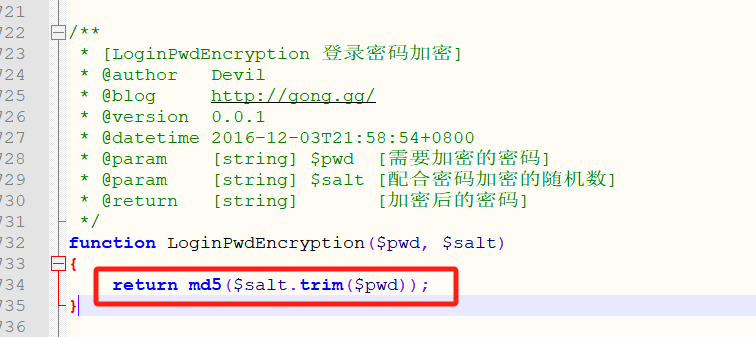 721
722 /**
723  * [LoginPwdEncryption 登录密码加密]
724  * @author   Devil
725  * @blog     http://gong.gg/
726  * @version  0.0.1
727  * @datetime 2016-12-03T21:58:54+0800
728  * @param    [string] $pwd  [需要加密的密码]
729  * @param    [string] $salt [配合密码加密的随机数]
730  * @return   [string]       [加密后的密码]
731  */
732 function LoginPwdEncryption($pwd, $salt)
733 {
734     return md5($salt.trim($pwd));
735 }
736